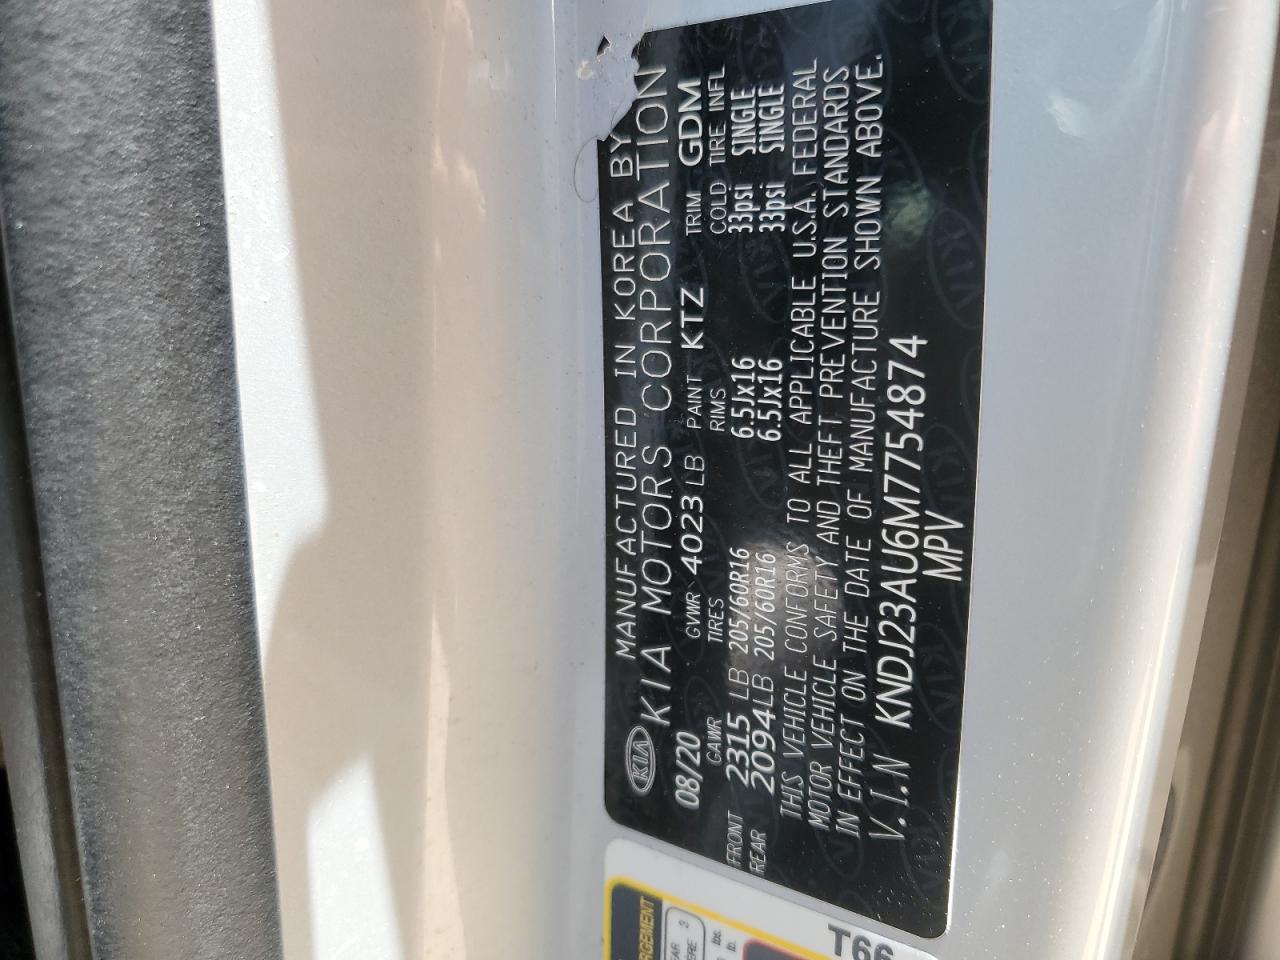 MANUFACTURED IN KOREA BY
KIA KIA MOTORS CORPORATION
08/20 GVWR 4023 LB PAINT KTZ TRIM GDM
GAWR TIRES RIMS COLD TIRE INFL
FRONT 2315 LB 205/60R16 6.5Jx16 33psi SINGLE
REAR 2094 LB 205/60R16 6.5Jx16 33psi SINGLE
THIS VEHICLE CONFORMS TO ALL APPLICABLE U.S.A. FEDERAL
MOTOR VEHICLE SAFETY AND THEFT PREVENTION STANDARDS
IN EFFECT ON THE DATE OF MANUFACTURE SHOWN ABOVE.
V.I.N KNDJ23AU6M7754874
MPV
T66